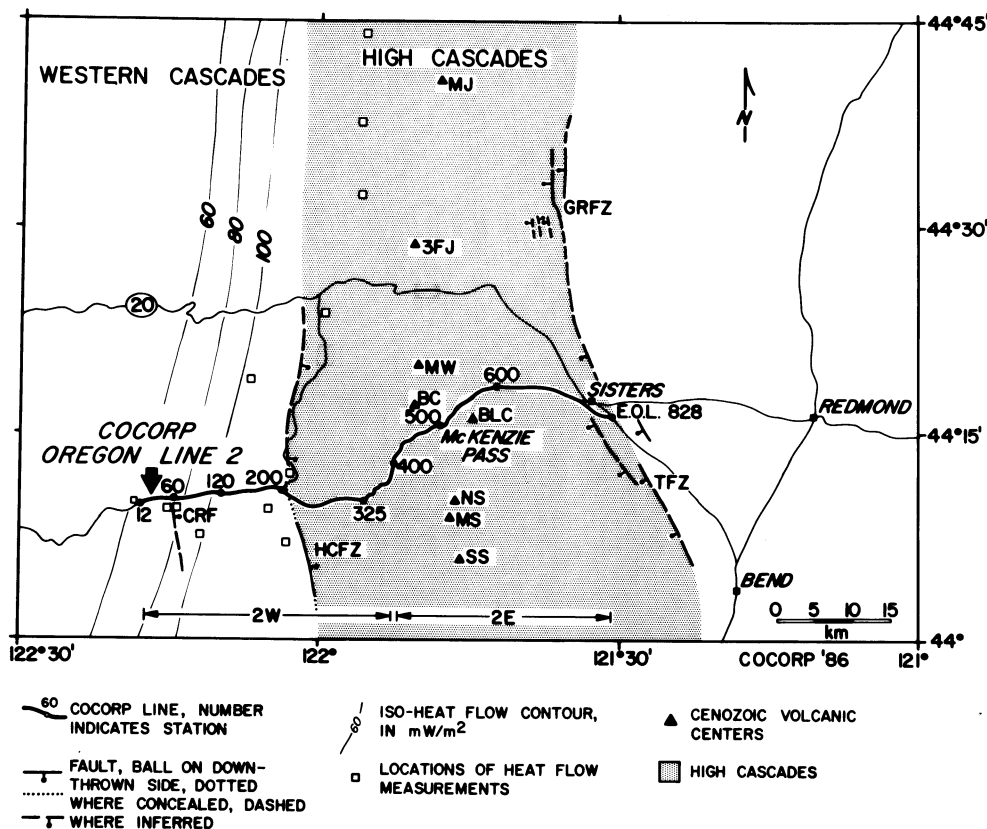 44°45'
WESTERN CASCADES
HIGH CASCADES
MJ
N
GRFZ
44°30'
60
80
100
3FJ
20
MW
600
SISTERS
BC
500
BLC
E.O.L. 828
REDMOND
McKENZIE
PASS
44°15'
COCORP
OREGON LINE 2
400
12
60
120
200
325
TFZ
CRF
NS
MS
HCFZ
SS
BEND
2W
2E
0 5 10 15
km
44°
122°30'
122°
121°30'
COCORP '86
121°
60
COCORP LINE, NUMBER
INDICATES STATION
FAULT, BALL ON DOWN-
THROWN SIDE, DOTTED
WHERE CONCEALED, DASHED
WHERE INFERRED
60
ISO-HEAT FLOW CONTOUR,
IN mW/m²
LOCATIONS OF HEAT FLOW
MEASUREMENTS
CENOZOIC VOLCANIC
CENTERS
HIGH CASCADES